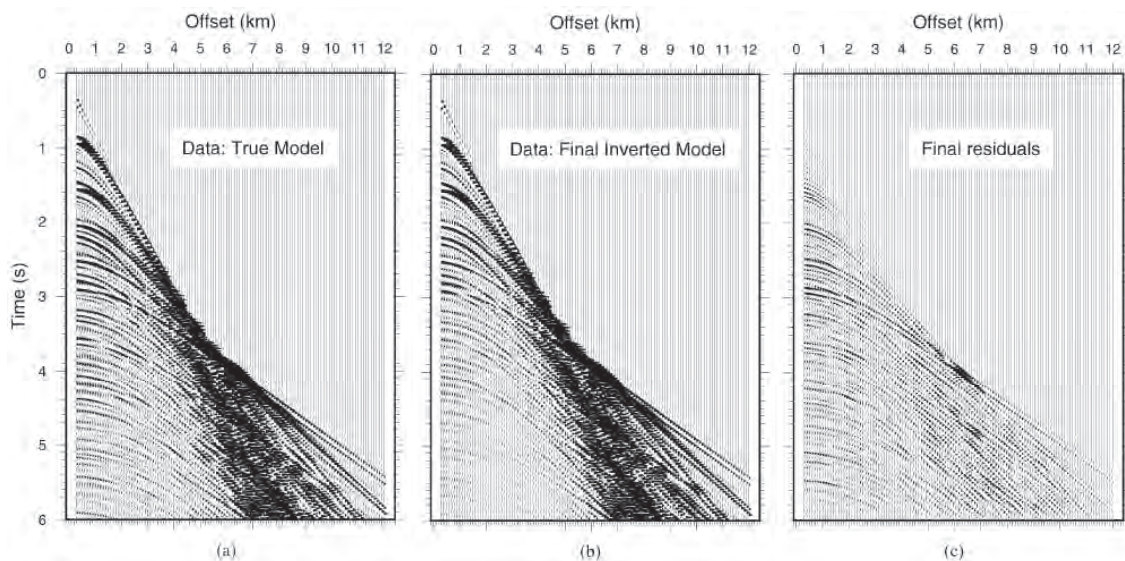 Offset (km)
0 1 2 3 4 5 6 7 8 9 10 11 12
Offset (km)
0 1 2 3 4 5 6 7 8 9 10 11 12
Offset (km)
0 1 2 3 4 5 6 7 8 9 10 11 12
Time (s)
0
1
2
3
4
5
6
Data: True Model
Data: Final Inverted Model
Final residuals
(a)
(b)
(c)